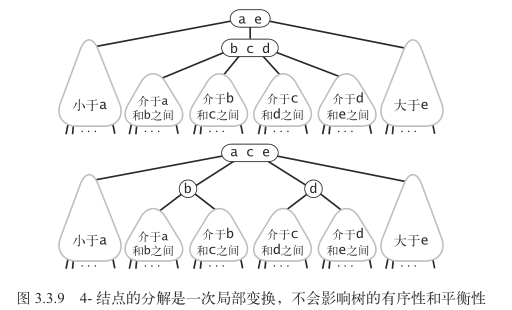 a e
b c d
小于a
介于a
和b之间
介于b
和c之间
介于c
和d之间
介于d
和e之间
大于e
...
...
...
...
...
...
a c e
b
d
小于a
介于a
和b之间
介于b
和c之间
介于c
和d之间
介于d
和e之间
大于e
...
...
...
...
...
...
图 3.3.9 4- 结点的分解是一次局部变换，不会影响树的有序性和平衡性